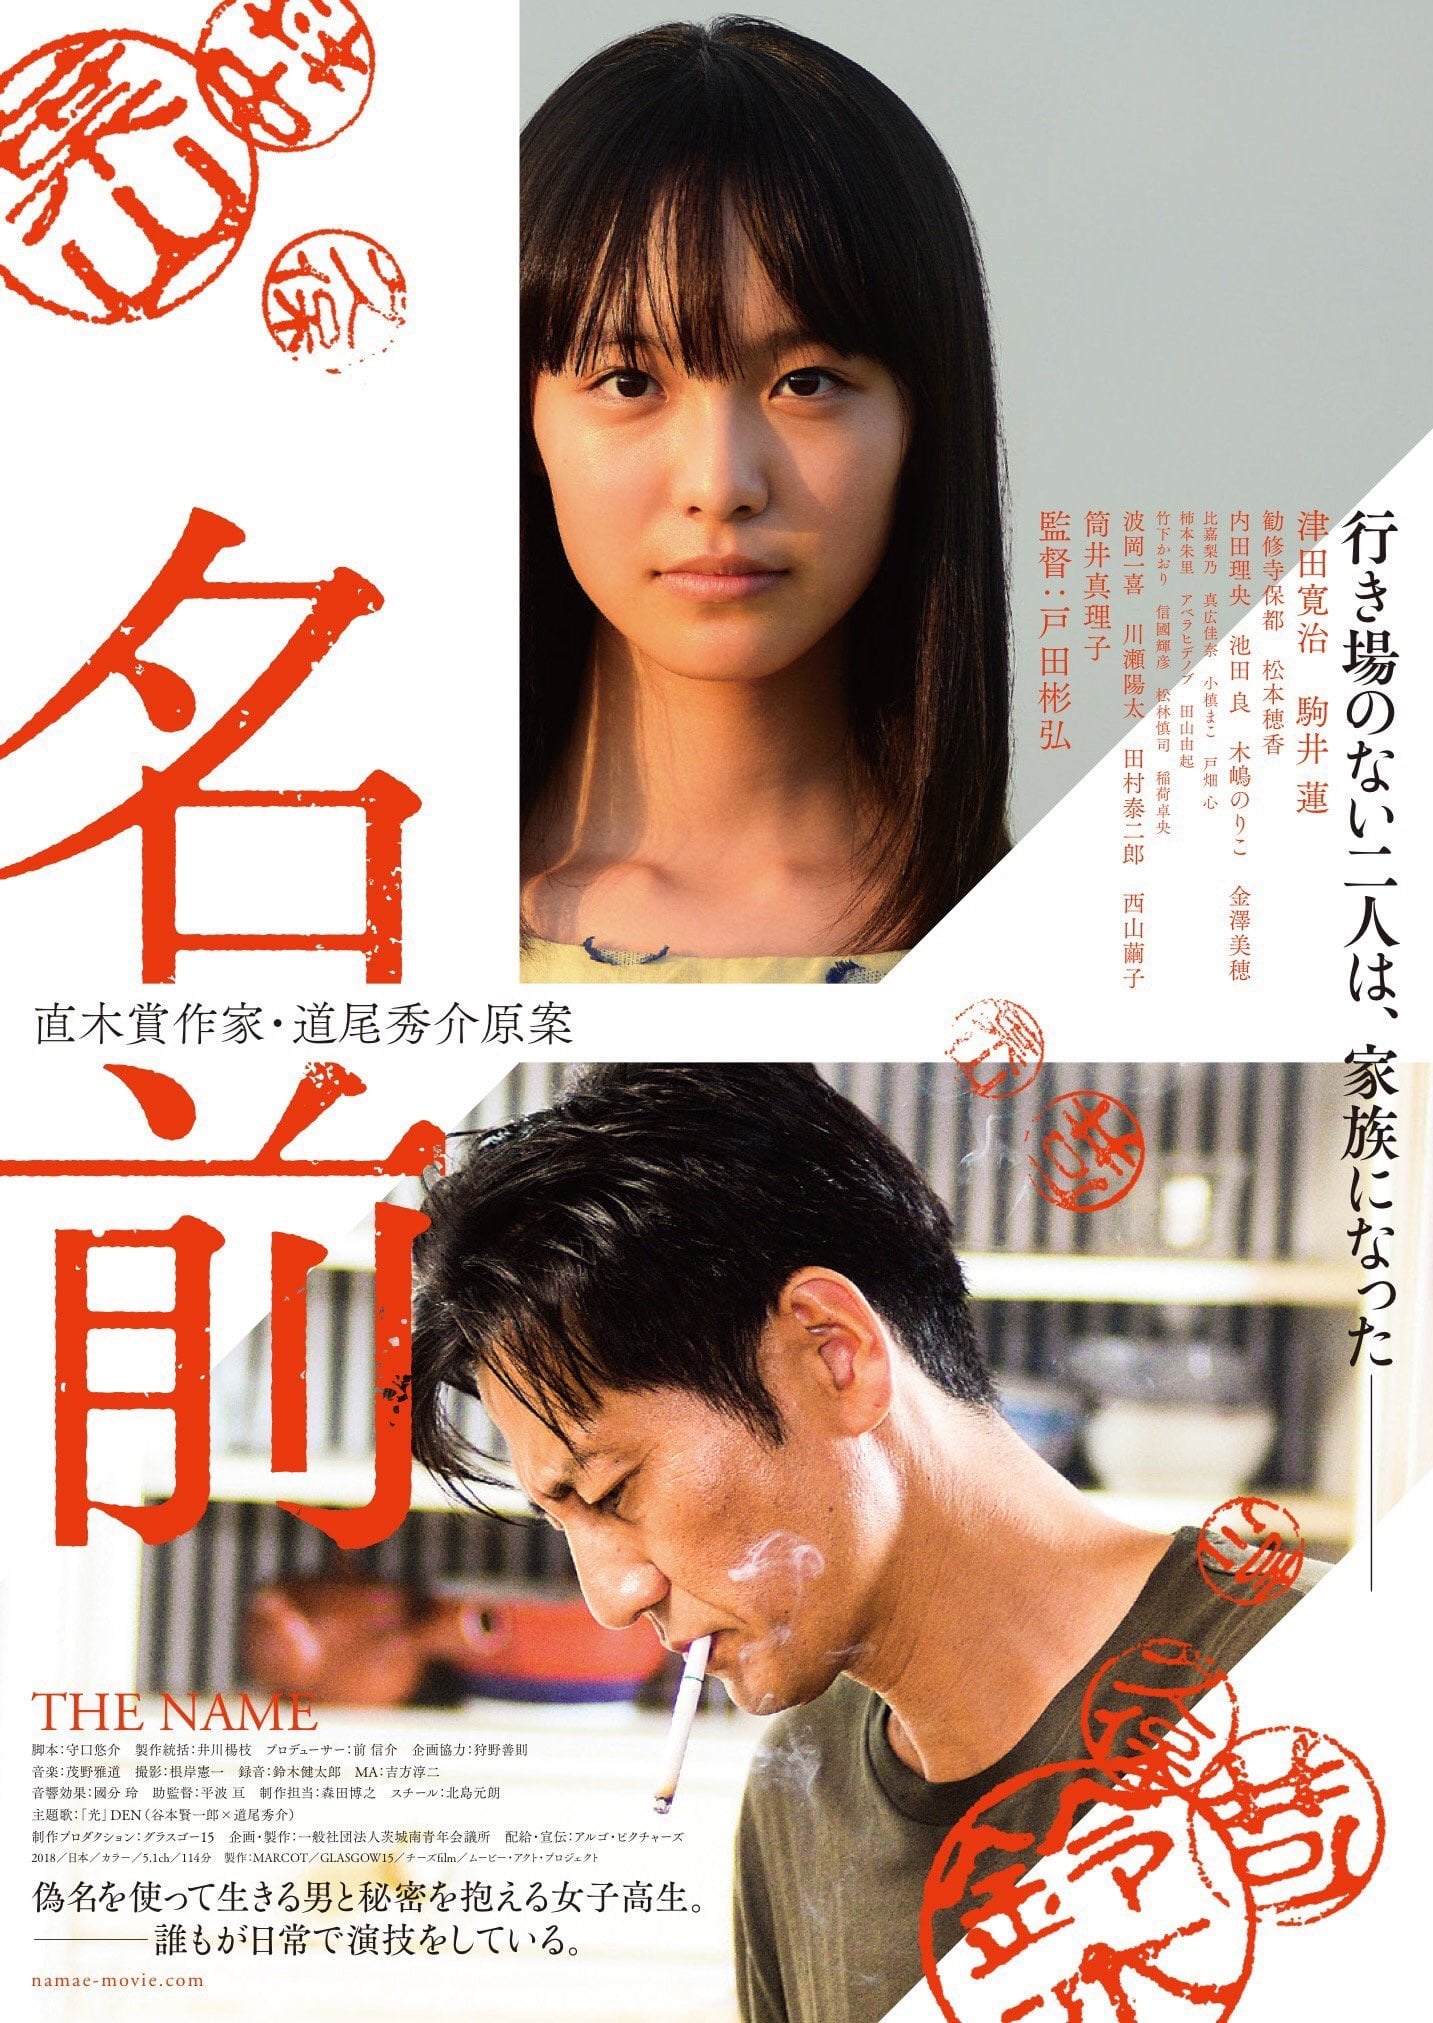 名前
直木賞作家・道尾秀介原案
行き場のない二人は、家族になった――
津田寛治　駒井 蓮
勧修寺保都　松本穂香
内田理央　池田 良　木嶋のりこ　金澤美穂
比嘉梨乃　真広佳奈　小槙まこ　戸畑 心
柿本朱里　アベラヒデノブ　田山由起
竹下かおり　信國輝彦　松林慎司　稲荷卓央
波岡一喜　川瀬陽太　田村泰二郎　西山繭子
筒井真理子
監督：戸田彬弘
THE NAME
脚本：守口悠介　製作統括：井川楊枝　プロデューサー：前 信介　企画協力：狩野善則
音楽：茂野雅道　撮影：根岸憲一　録音：鈴木健太郎　MA：吉方淳二
音響効果：國分 玲　助監督：平波 亘　制作担当：森田博之　スチール：北島元朗
主題歌：「光」DEN（谷本賢一郎×道尾秀介）
制作プロダクション：グラスゴー15　企画・製作：一般社団法人茨城南青年会議所　配給・宣伝：アルゴ・ピクチャーズ
2018／日本／カラー／5.1ch／114分　製作：MARCOT／GLASGOW15／チーズfilm／ムービー・アクト・プロジェクト
偽名を使って生きる男と秘密を抱える女子高生。
――誰もが日常で演技をしている。
namae-movie.com
久保
吉田
久保
鈴木